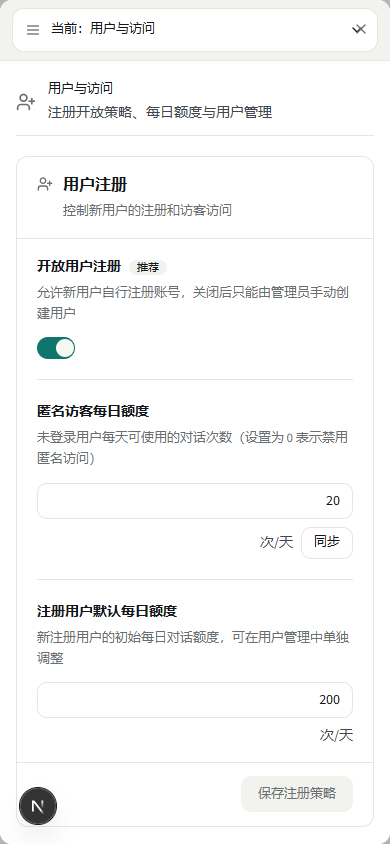 当前：用户与访问
用户与访问
注册开放策略、每日额度与用户管理
用户注册
控制新用户的注册和访客访问
开放用户注册 推荐
允许新用户自行注册账号，关闭后只能由管理员手动创
建用户
匿名访客每日额度
未登录用户每天可使用的对话次数（设置为 0 表示禁用
匿名访问）
20
次/天 同步
注册用户默认每日额度
新注册用户的初始每日对话额度，可在用户管理中单独
调整
200
次/天
N 保存注册策略